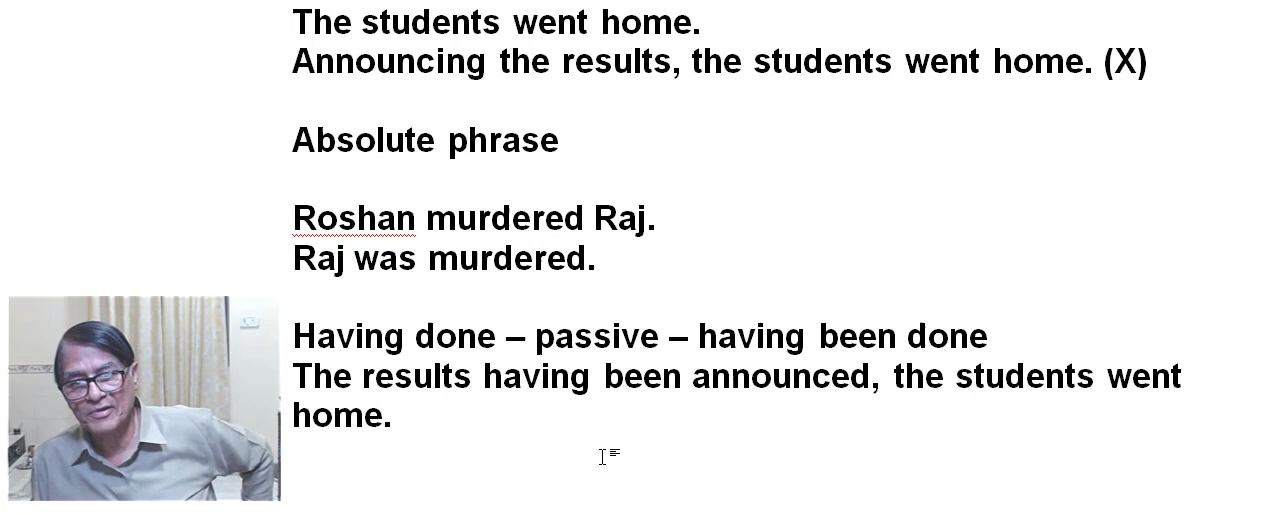 The students went home.
Announcing the results, the students went home. (X)
Absolute phrase
Roshan murdered Raj.
Raj was murdered.
Having done – passive – having been done
The results having been announced, the students went
home.